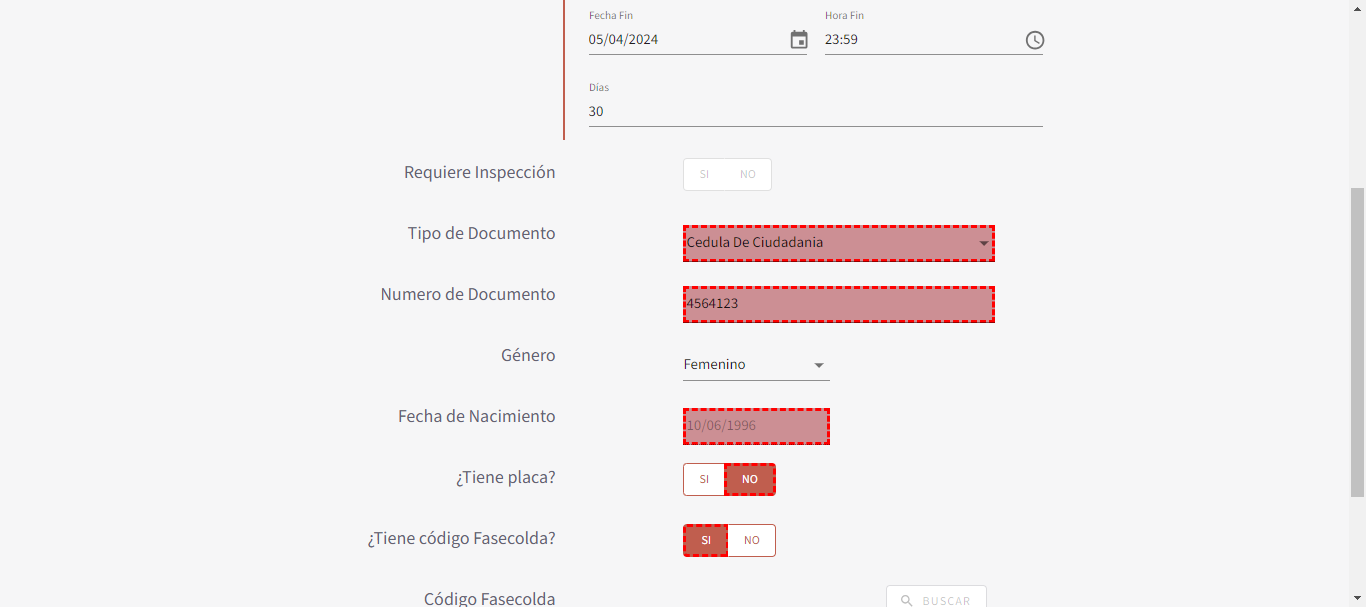 Fecha Fin
Hora Fin
05/04/2024
23:59
Días
30
Requiere Inspección
SI NO
Tipo de Documento
Cedula De Ciudadania
Numero de Documento
4564123
Género
Femenino
Fecha de Nacimiento
10/06/1996
¿Tiene placa?
SI NO
¿Tiene código Fasecolda?
SI NO
Código Fasecolda
BUSCAR